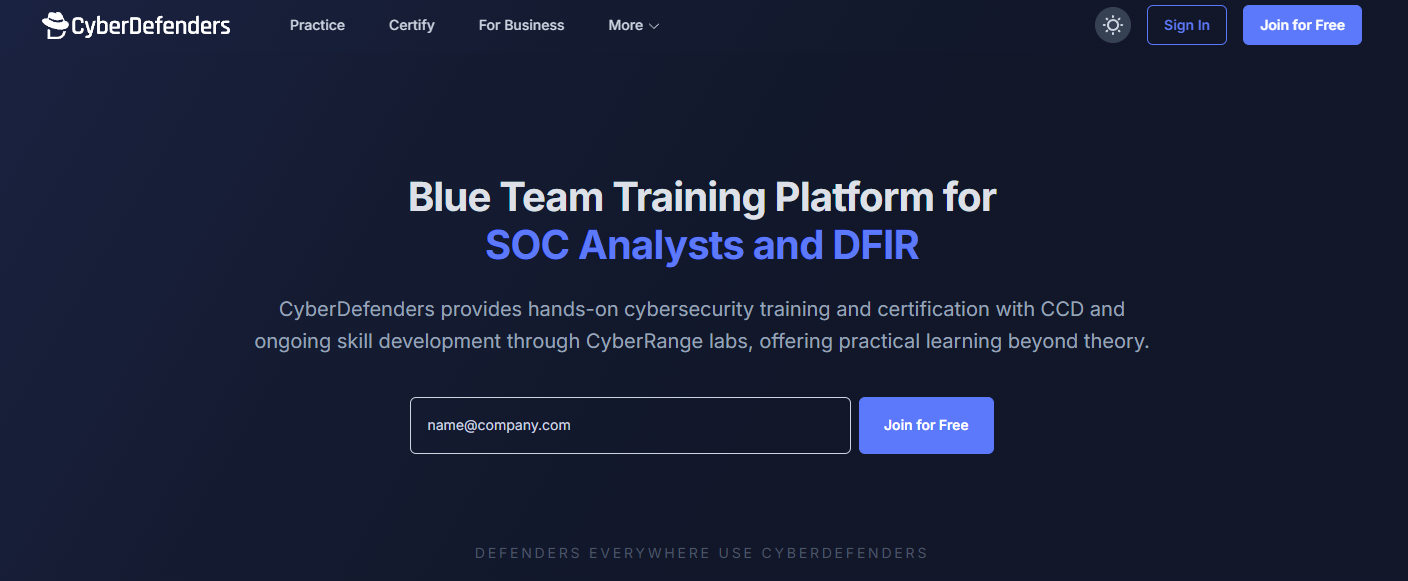 CyberDefenders
Practice
Certify
For Business
More
Sign In
Join for Free
Blue Team Training Platform for
SOC Analysts and DFIR
CyberDefenders provides hands-on cybersecurity training and certification with CCD and
ongoing skill development through CyberRange labs, offering practical learning beyond theory.
name@company.com
Join for Free
DEFENDERS EVERYWHERE USE CYBERDEFENDERS